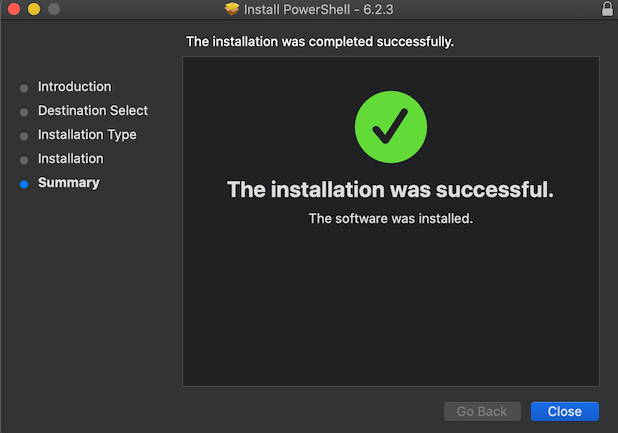 Install PowerShell - 6.2.3
The installation was completed successfully.
Introduction
Destination Select
Installation Type
Installation
Summary
The installation was successful.
The software was installed.
Go Back
Close